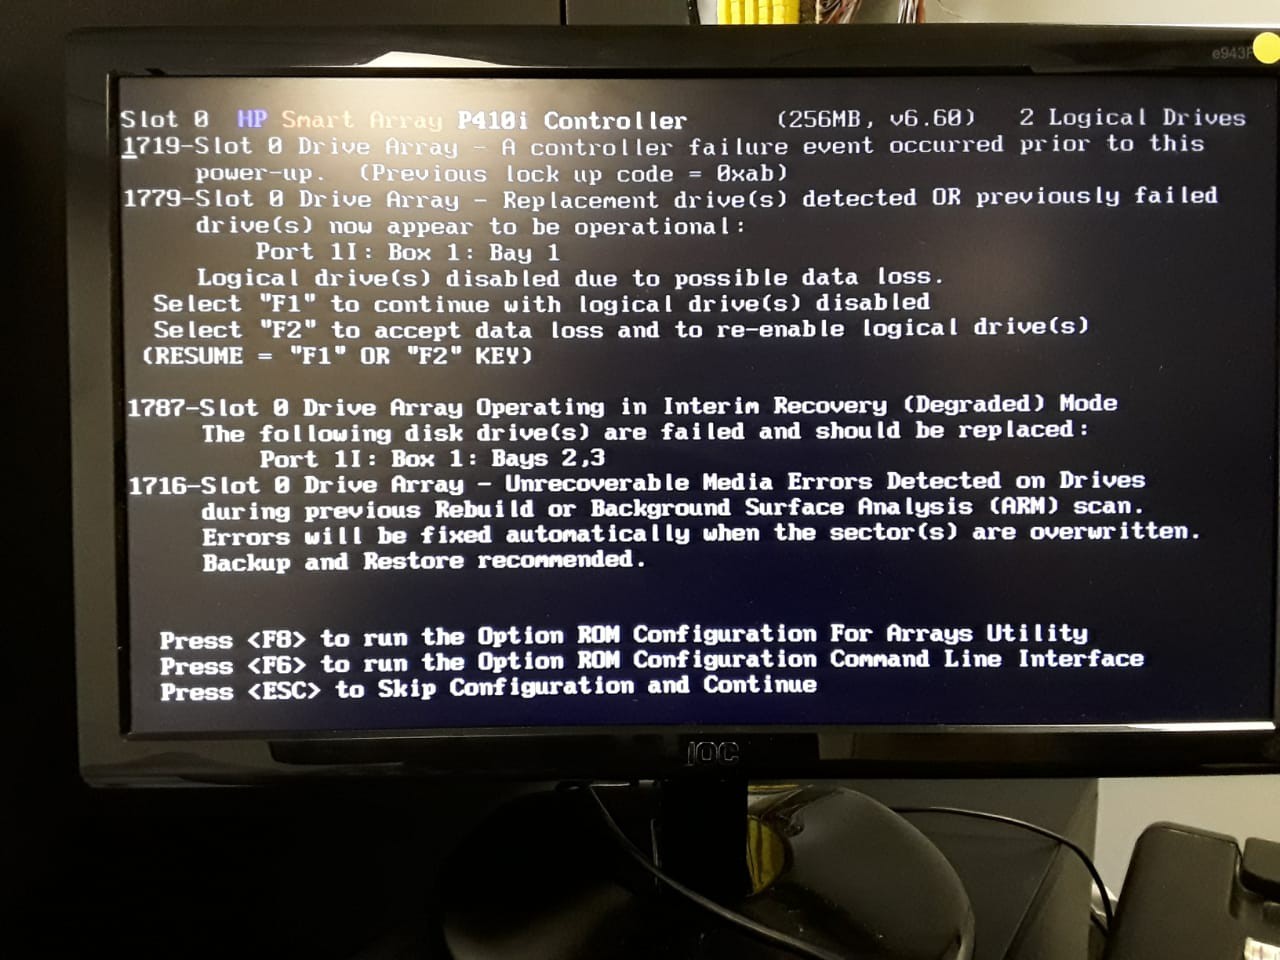 e943F
Slot 0 HP Smart Array P410i Controller (256MB, v6.60) 2 Logical Drives
1719-Slot 0 Drive Array - A controller failure event occurred prior to this
power-up. (Previous lock up code = 0xab)
1779-Slot 0 Drive Array - Replacement drive(s) detected OR previously failed
drive(s) now appear to be operational:
Port 1I: Box 1: Bay 1
Logical drive(s) disabled due to possible data loss.
Select "F1" to continue with logical drive(s) disabled
Select "F2" to accept data loss and to re-enable logical drive(s)
(RESUME = "F1" OR "F2" KEY)
1787-Slot 0 Drive Array Operating in Interim Recovery (Degraded) Mode
The following disk drive(s) are failed and should be replaced:
Port 1I: Box 1: Bays 2,3
1716-Slot 0 Drive Array - Unrecoverable Media Errors Detected on Drives
during previous Rebuild or Background Surface Analysis (ARM) scan.
Errors will be fixed automatically when the sector(s) are overwritten.
Backup and Restore recommended.
Press <F8> to run the Option ROM Configuration For Arrays Utility
Press <F6> to run the Option ROM Configuration Command Line Interface
Press <ESC> to Skip Configuration and Continue
AOC